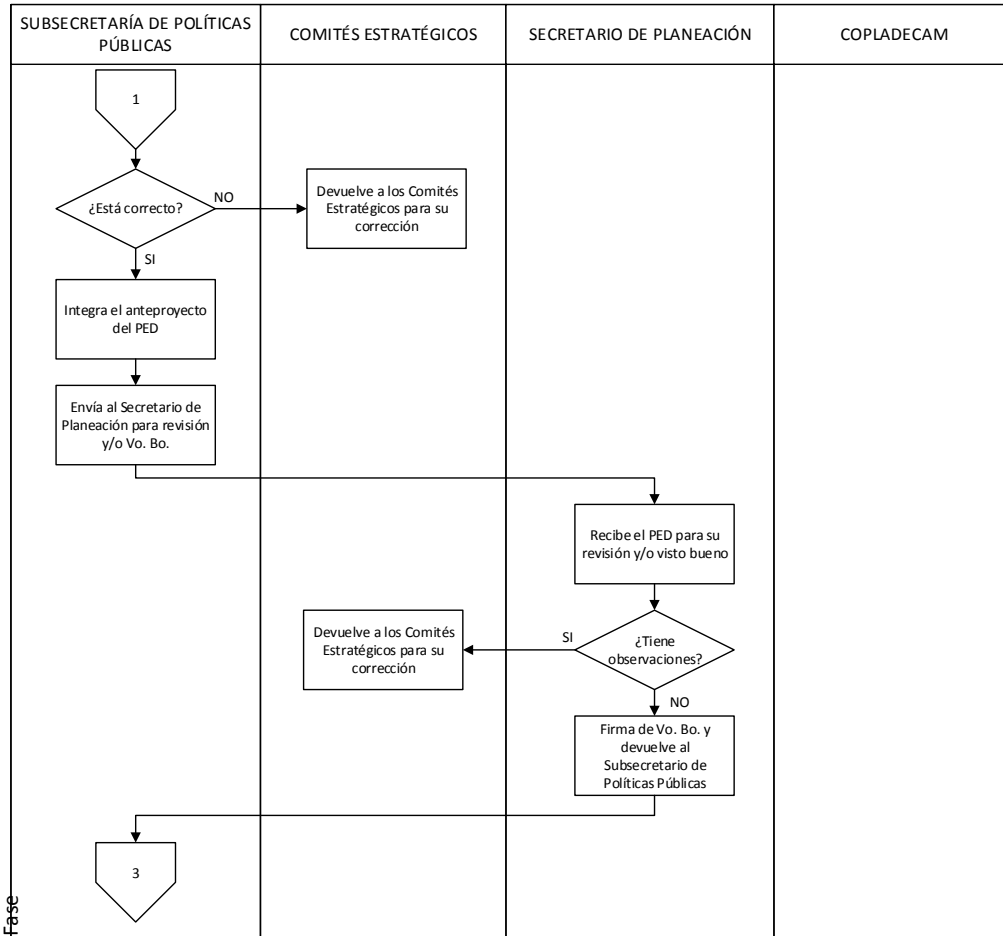 SUBSECRETARÍA DE POLÍTICAS
PÚBLICAS
COMITÉS ESTRATÉGICOS
SECRETARIO DE PLANEACIÓN
COPLADECAM
1
¿Está correcto?
NO
Devuelve a los Comités
Estratégicos para su
corrección
SI
Integra el anteproyecto
del PED
Envía al Secretario de
Planeación para revisión
y/o Vo. Bo.
Recibe el PED para su
revisión y/o visto bueno
¿Tiene
observaciones?
SI
Devuelve a los Comités
Estratégicos para su
corrección
NO
Firma de Vo. Bo. y
devuelve al
Subsecretario de
Políticas Públicas
3
Fase